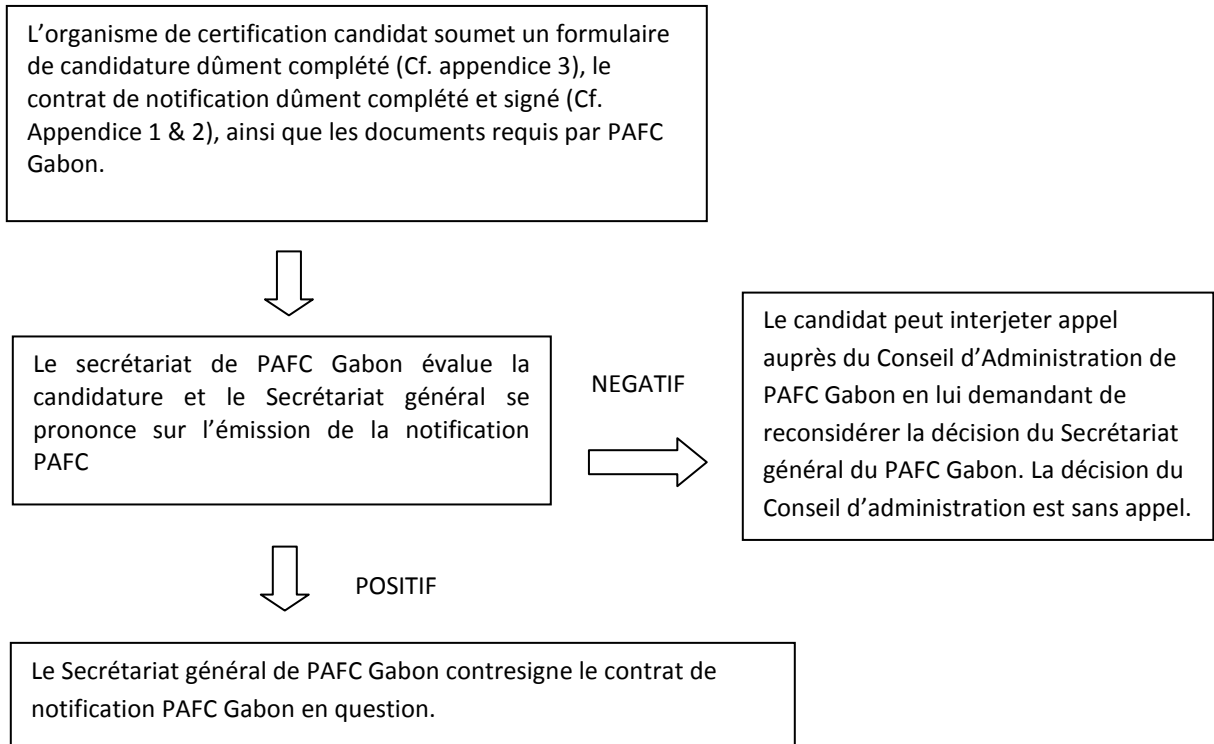 L’organisme de certification candidat soumet un formulaire
de candidature dûment complété (Cf. appendice 3), le
contrat de notification dûment complété et signé (Cf.
Appendice 1 & 2), ainsi que les documents requis par PAFC
Gabon.
Le secrétariat de PAFC Gabon évalue la
candidature et le Secrétariat général se
prononce sur l’émission de la notification
PAFC
NEGATIF
Le candidat peut interjeter appel
auprès du Conseil d’Administration de
PAFC Gabon en lui demandant de
reconsidérer la décision du Secrétariat
général du PAFC Gabon. La décision du
Conseil d’administration est sans appel.
POSITIF
Le Secrétariat général de PAFC Gabon contresigne le contrat de
notification PAFC Gabon en question.